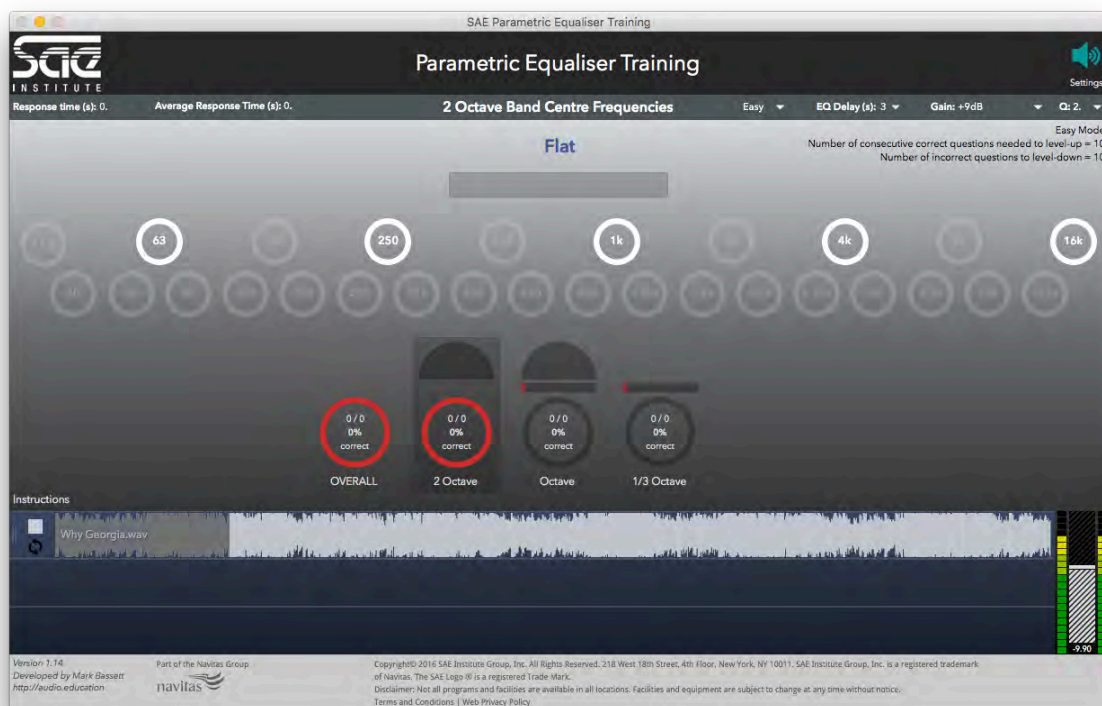 SAE Parametric Equaliser Training
SAE
INSTITUTE
Parametric Equaliser Training
Settings
Response time (s): 0.
Average Response Time (s): 0.
2 Octave Band Centre Frequencies
Easy
EQ Delay (s): 3
Gain: +9dB
Q: 2.
Flat
Easy Mode
Number of consecutive correct questions needed to level-up = 10
Number of incorrect questions to level-down = 10
63
250
1k
4k
16k
0 / 0
0%
correct
OVERALL
0 / 0
0%
correct
2 Octave
0 / 0
0%
correct
Octave
0 / 0
0%
correct
1/3 Octave
Instructions
Why Georgia.wav
-9.90
Version 1.14
Developed by Mark Bassett
http://audio.education
Part of the Navitas Group
navitas
Copyright© 2016 SAE Institute Group, Inc. All Rights Reserved. 218 West 18th Street, 4th Floor, New York, NY 10011. SAE Institute Group, Inc. is a registered trademark
of Navitas. The SAE Logo ® is a registered Trade Mark.
Disclaimer: Not all programs and facilities are available in all locations. Facilities and equipment are subject to change at any time without notice.
Terms and Conditions | Web Privacy Policy